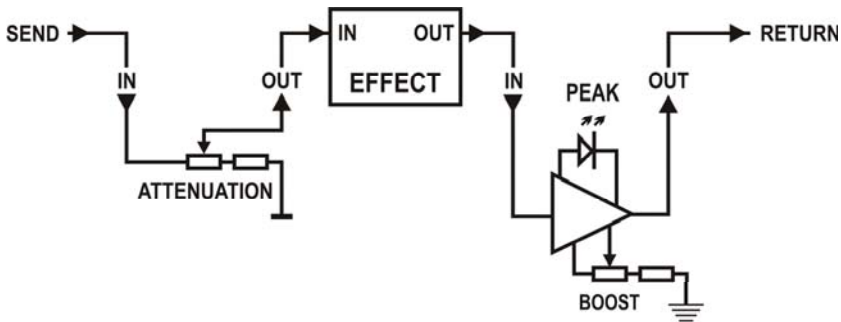 SEND
IN
OUT
IN OUT
EFFECT
IN
OUT
RETURN
PEAK
ATTENUATION
BOOST